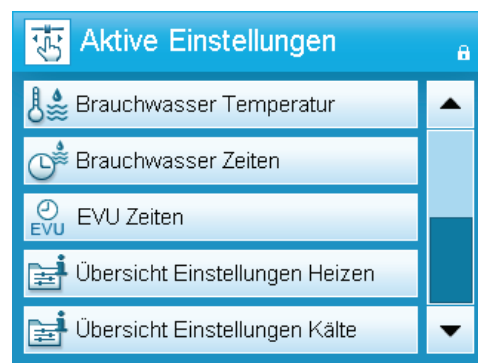 Aktive Einstellungen
Brauchwasser Temperatur
Brauchwasser Zeiten
EVU
EVU Zeiten
Übersicht Einstellungen Heizen
Übersicht Einstellungen Kälte